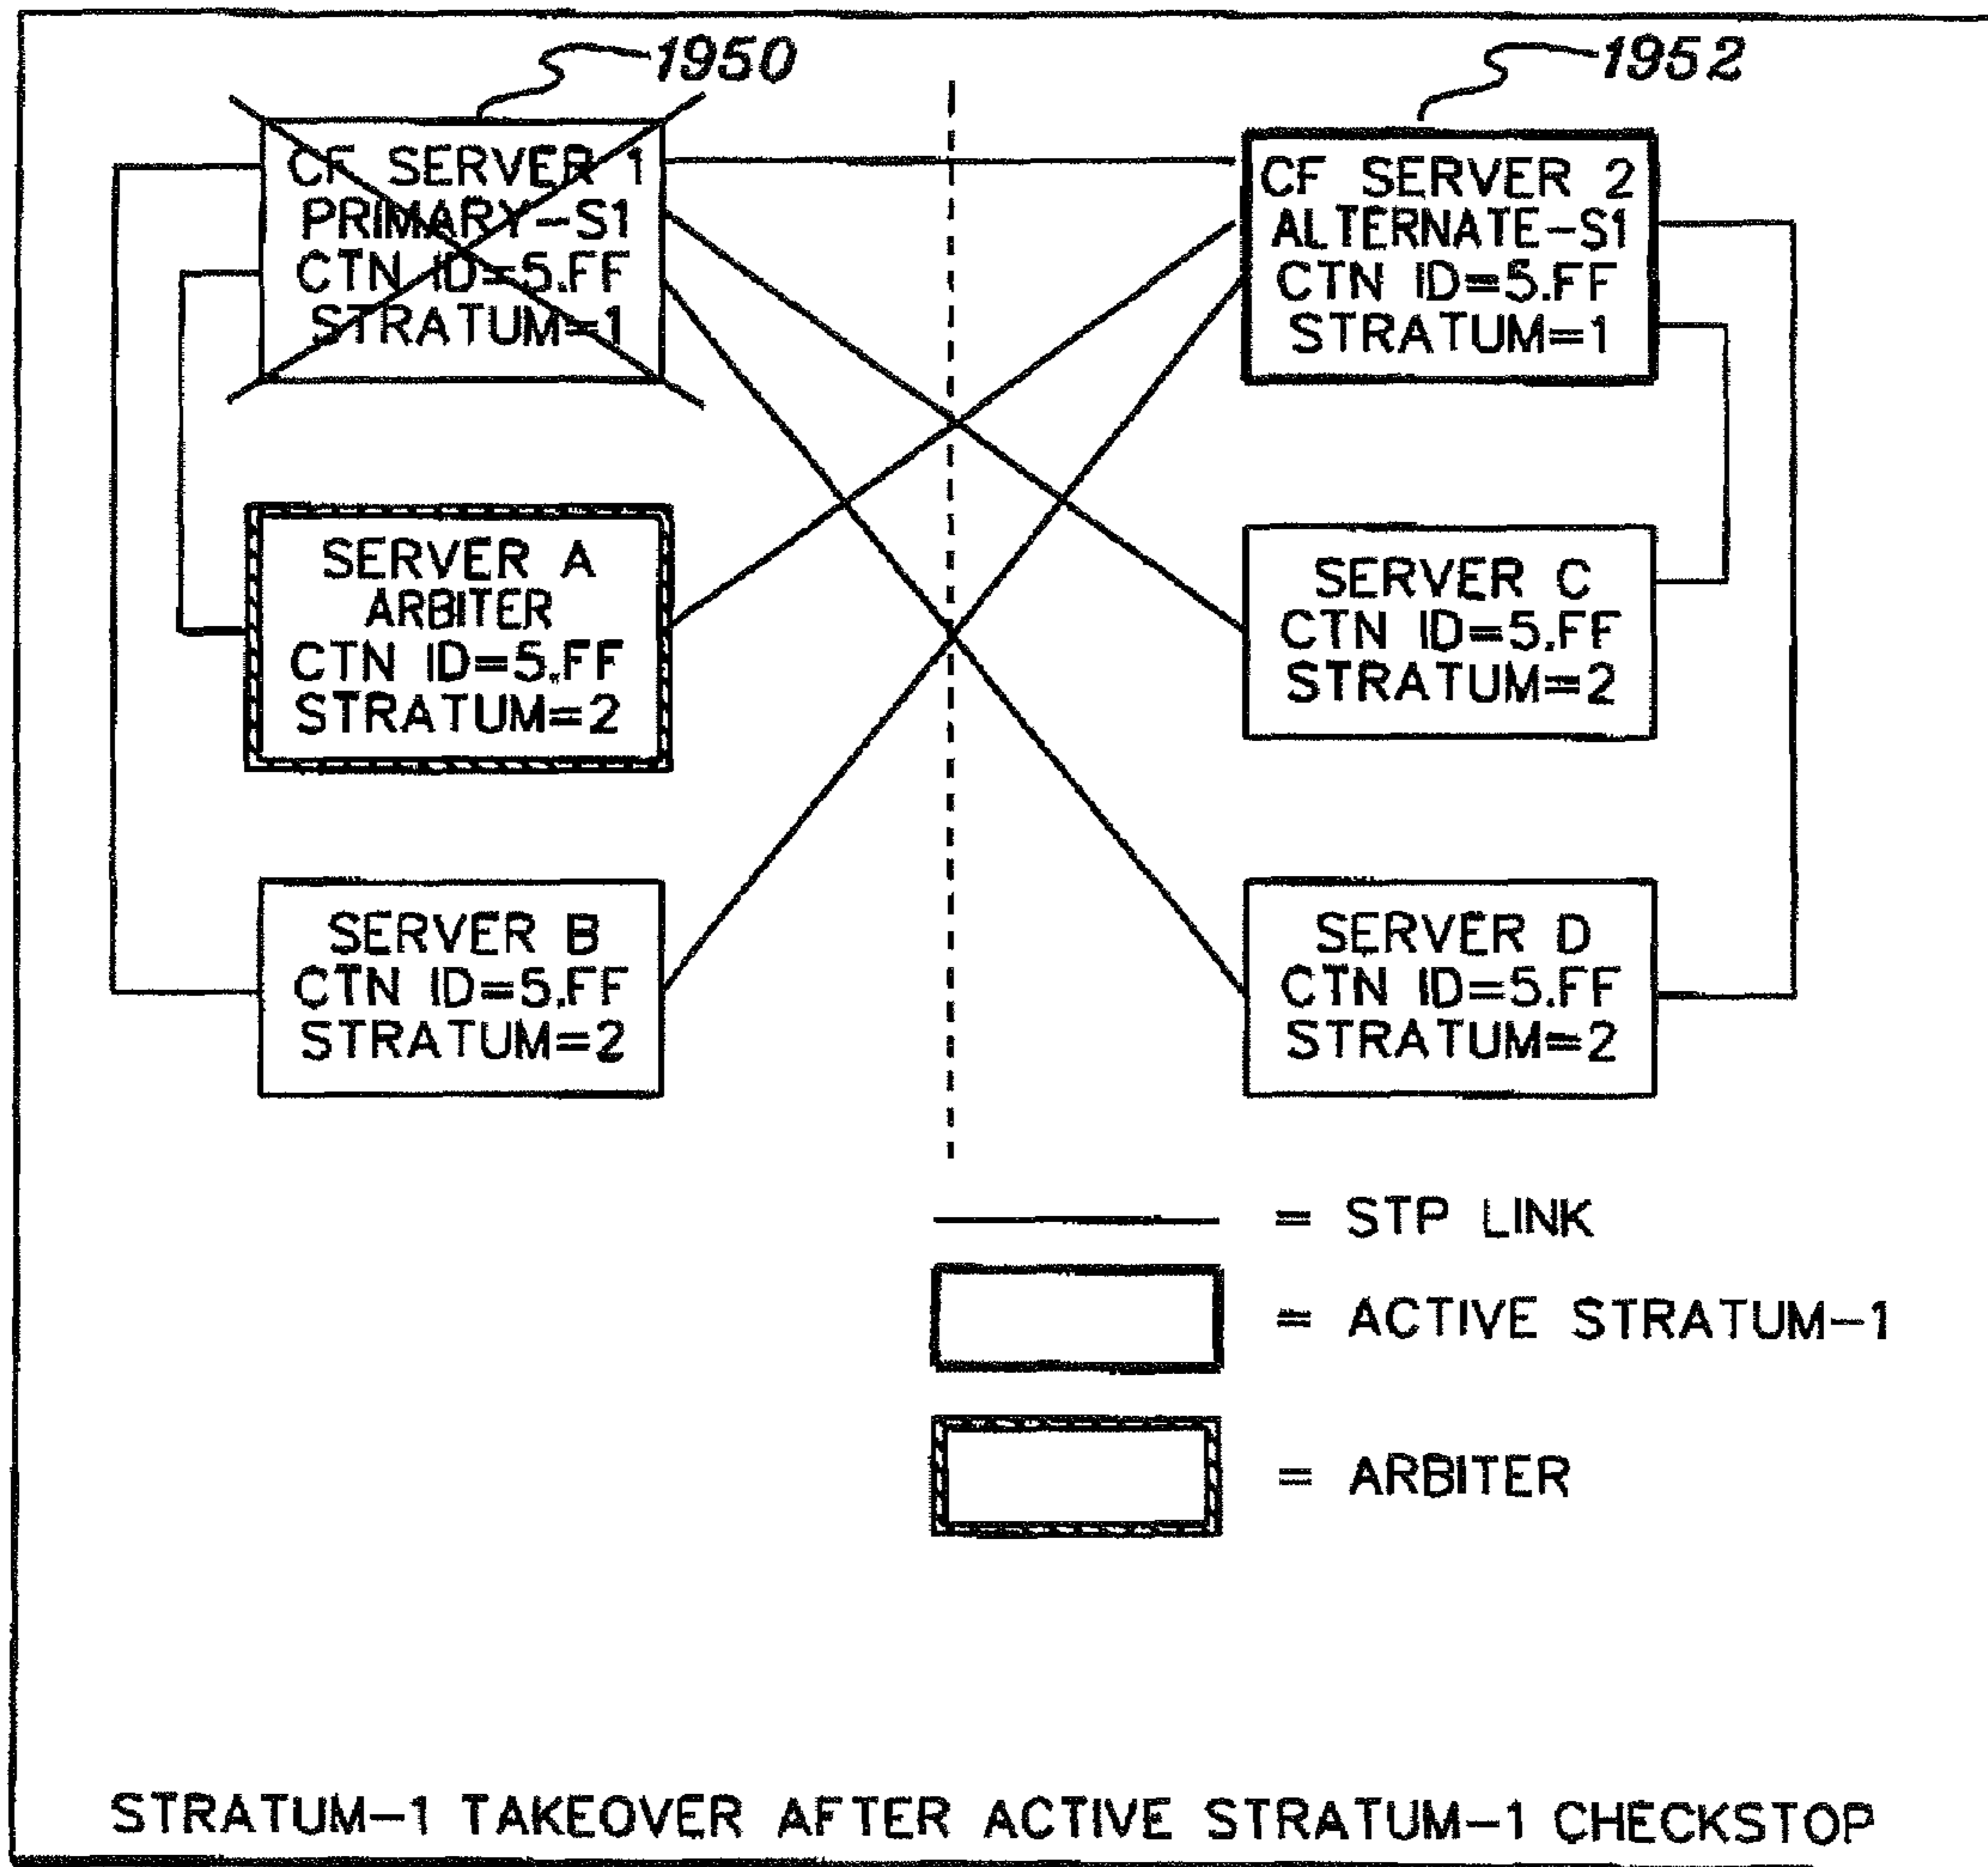 1950
CF SERVER 1
PRIMARY-S1
CTN ID=5.FF
STRATUM=1
1952
CF SERVER 2
ALTERNATE-S1
CTN ID=5.FF
STRATUM=1
SERVER A
ARBITER
CTN ID=5.FF
STRATUM=2
SERVER C
CTN ID=5.FF
STRATUM=2
SERVER B
CTN ID=5.FF
STRATUM=2
SERVER D
CTN ID=5.FF
STRATUM=2
= STP LINK
= ACTIVE STRATUM-1
= ARBITER
STRATUM-1 TAKEOVER AFTER ACTIVE STRATUM-1 CHECKSTOP